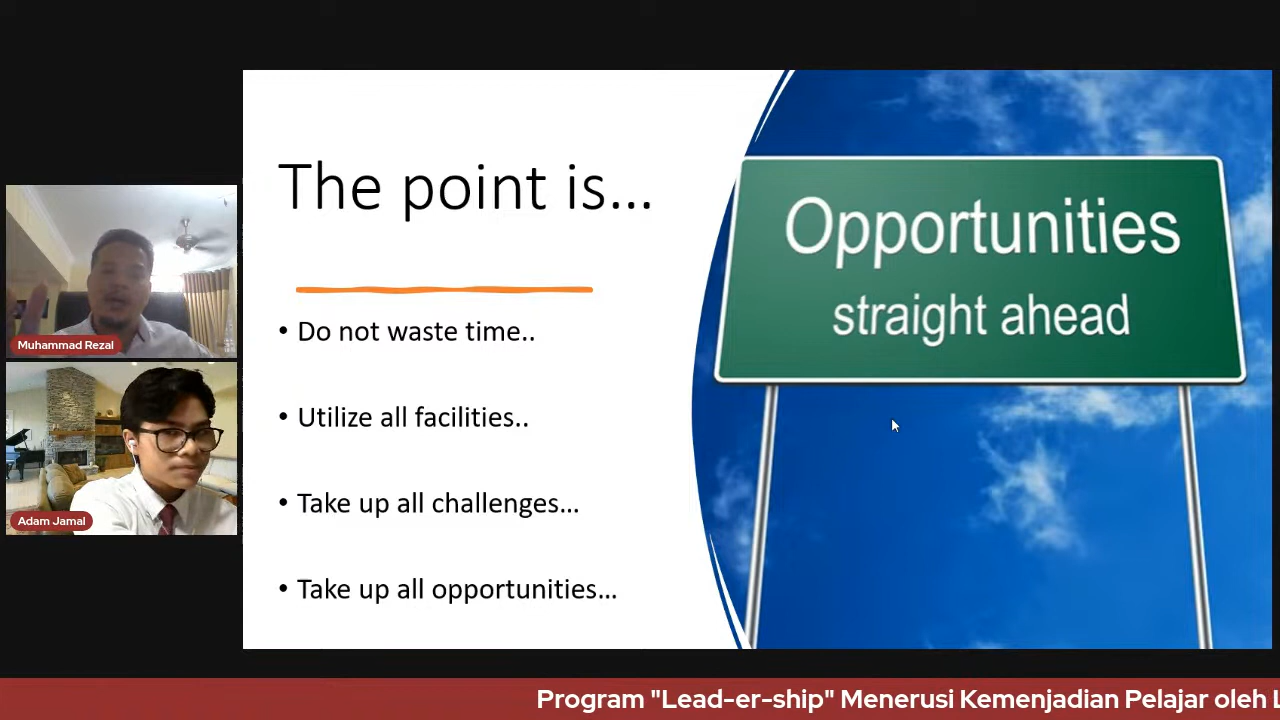 The point is...
• Do not waste time..
• Utilize all facilities..
• Take up all challenges...
• Take up all opportunities...
Opportunities
straight ahead
Muhammad Rezal
Adam Jamal
Program "Lead-er-ship" Menerusi Kemenjadian Pelajar oleh